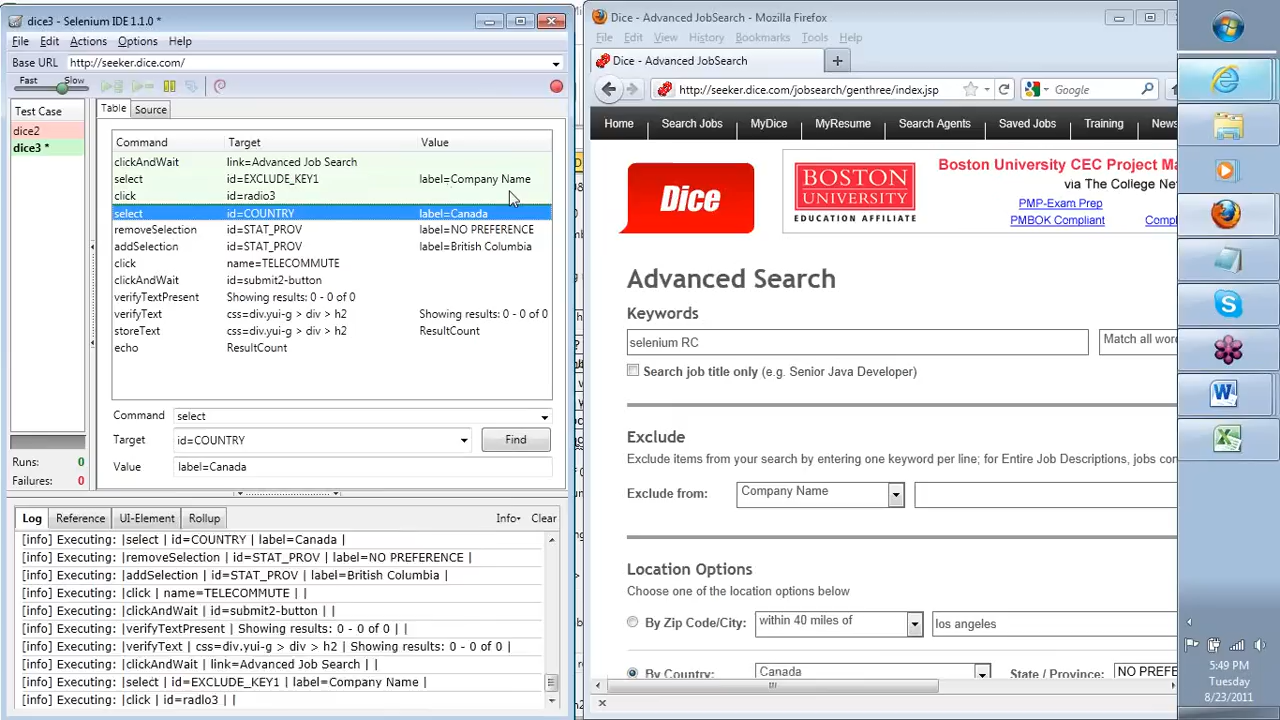 dice3 - Selenium IDE 1.1.0 *
File Edit Actions Options Help
Base URL http://seeker.dice.com/
Fast Slow
Test Case
dice2
dice3 *
Table Source
Command Target Value
clickAndWait link=Advanced Job Search
select id=EXCLUDE_KEY1 label=Company Name
click id=radio3
select id=COUNTRY label=Canada
removeSelection id=STAT_PROV label=NO PREFERENCE
addSelection id=STAT_PROV label=British Columbia
click name=TELECOMMUTE
clickAndWait id=submit2-button
verifyTextPresent Showing results: 0 - 0 of 0
verifyText css=div.yui-g > div > h2 Showing results: 0 - 0 of 0
storeText css=div.yui-g > div > h2 ResultCount
echo ResultCount
Command select
Target id=COUNTRY Find
Value label=Canada
Runs: 0
Failures: 0
Log Reference UI-Element Rollup Info Clear
[info] Executing: |select | id=COUNTRY | label=Canada |
[info] Executing: |removeSelection | id=STAT_PROV | label=NO PREFERENCE |
[info] Executing: |addSelection | id=STAT_PROV | label=British Columbia |
[info] Executing: |click | name=TELECOMMUTE | |
[info] Executing: |clickAndWait | id=submit2-button | |
[info] Executing: |verifyTextPresent | Showing results: 0 - 0 of 0 | |
[info] Executing: |verifyText | css=div.yui-g > div > h2 | Showing results: 0 - 0 of 0 |
[info] Executing: |clickAndWait | link=Advanced Job Search | |
[info] Executing: |select | id=EXCLUDE_KEY1 | label=Company Name |
[info] Executing: |click | id=radio3 | |
Dice - Advanced JobSearch - Mozilla Firefox
File Edit View History Bookmarks Tools Help
Dice - Advanced JobSearch
http://seeker.dice.com/jobsearch/genthree/index.jsp Google
Home Search Jobs MyDice MyResume Search Agents Saved Jobs Training News
Dice
BOSTON
UNIVERSITY
EDUCATION AFFILIATE
Boston University CEC Project Ma
via The College Ne
PMP-Exam Prep
PMBOK Compliant Compl
Advanced Search
Keywords
selenium RC Match all word
Search job title only (e.g. Senior Java Developer)
Exclude
Exclude items from your search by entering one keyword per line; for Entire Job Descriptions, jobs con
Exclude from: Company Name
Location Options
Choose one of the location options below
By Zip Code/City: within 40 miles of los angeles
By Country: Canada State / Province: NO PREFE
5:49 PM
Tuesday
8/23/2011